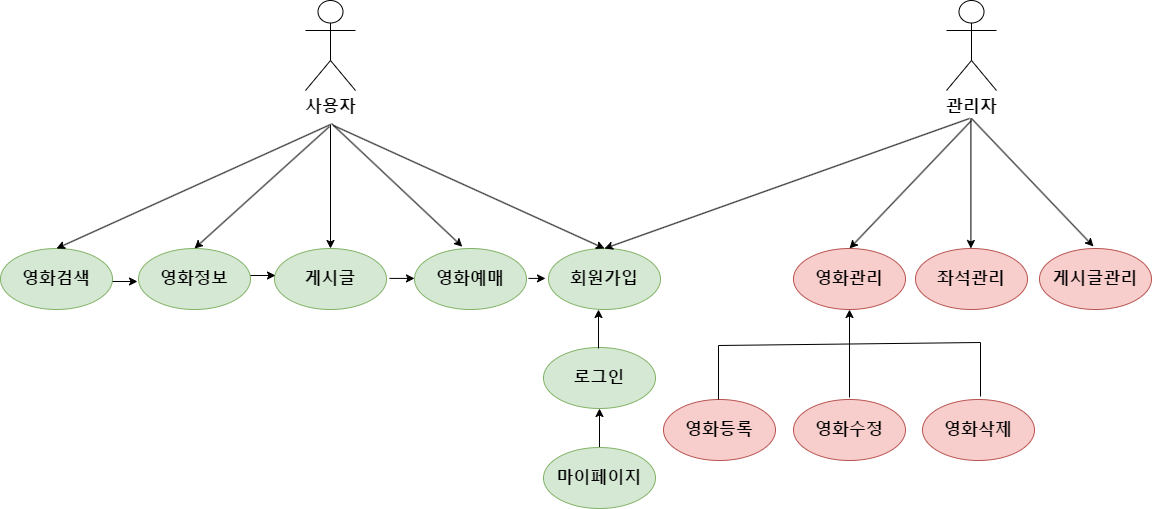 사용자
관리자
영화검색
영화정보
게시글
영화예매
회원가입
영화관리
좌석관리
게시글관리
로그인
영화등록
영화수정
영화삭제
마이페이지